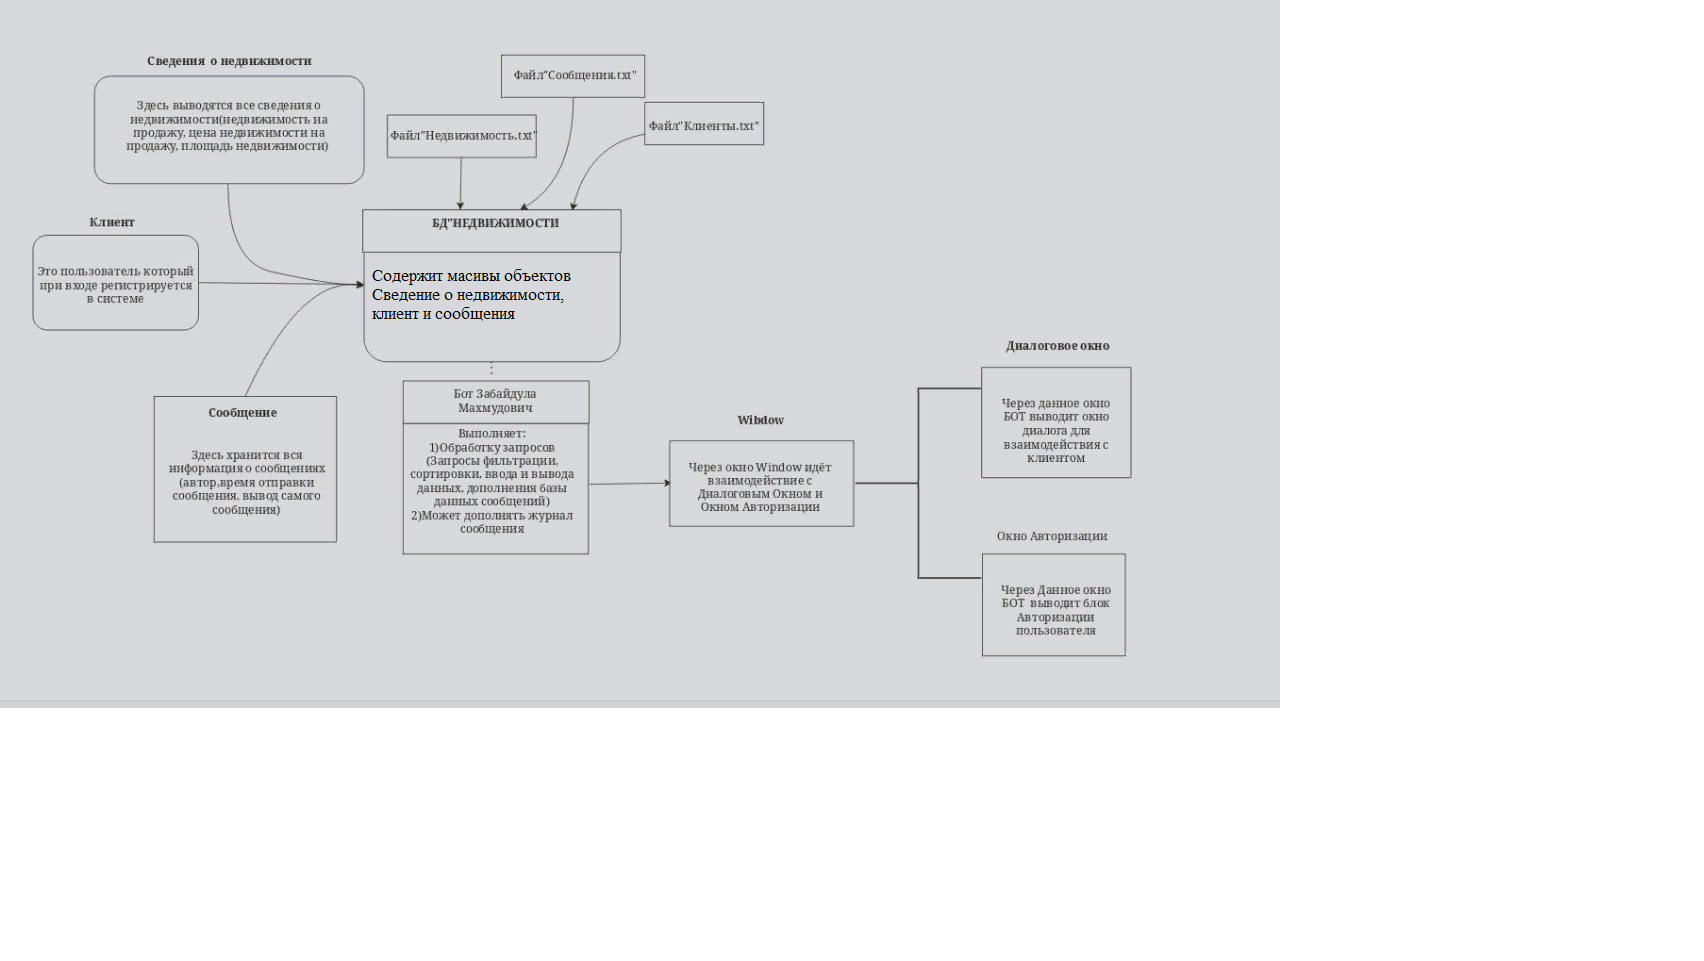 Сведения о недвижимости
Здесь выводятся все сведения о
недвижимости(недвижимость на
продажу, цена недвижимости на
продажу, площадь недвижимости)
Файл"Сообщения.txt"
Файл"Недвижимость.txt"
Файл"Клиенты.txt"
Клиент
Это пользователь который
при входе регистрируется
в системе
БД"НЕДВИЖИМОСТИ
Содержит масивы объектов
Сведение о недвижимости,
клиент и сообщения
Сообщение
Здесь хранится вся
информация о сообщениях
(автор,время отправки
сообщения, вывод самого
сообщения)
Бот Забайдула
Махмудович
Выполняет:
1)Обработку запросов
(Запросы фильтрации,
сортировки, ввода и вывода
данных, дополнения базы
данных сообщений)
2)Может дополнять журнал
сообщения
Wibdow
Через окно Window идёт
взаимодействие с
Диалоговым Окном и
Окном Авторизации
Диалоговое окно
Через данное окно
БОТ выводит окно
диалога для
взаимодействия с
клиентом
Окно Авторизации
Через Данное окно
БОТ выводит блок
Авторизации
пользователя